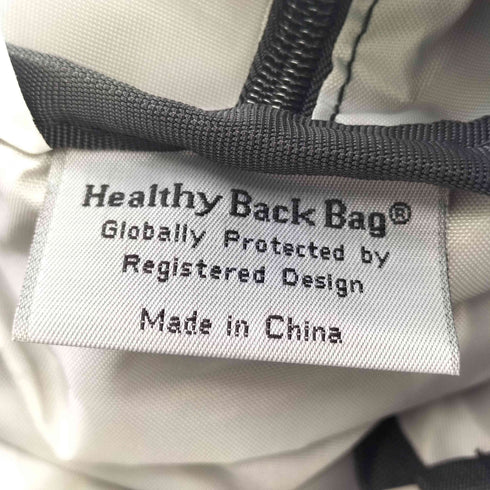 Healthy Back Bag®
Globally Protected by
Registered Design
Made in China